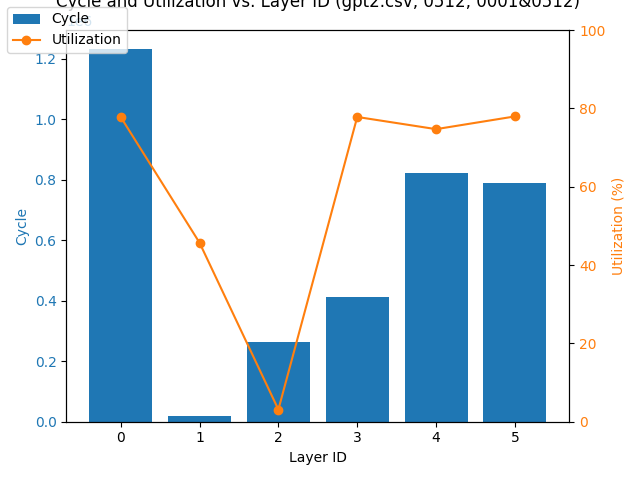 Cycle and Utilization vs. Layer ID (gpt2.csv, 0512, 0001&0512)
Cycle
Utilization
1.2
1.0
0.8
0.6
0.4
0.2
0.0
Cycle
100
80
60
40
20
0
Utilization (%)
0 1 2 3 4 5
Layer ID